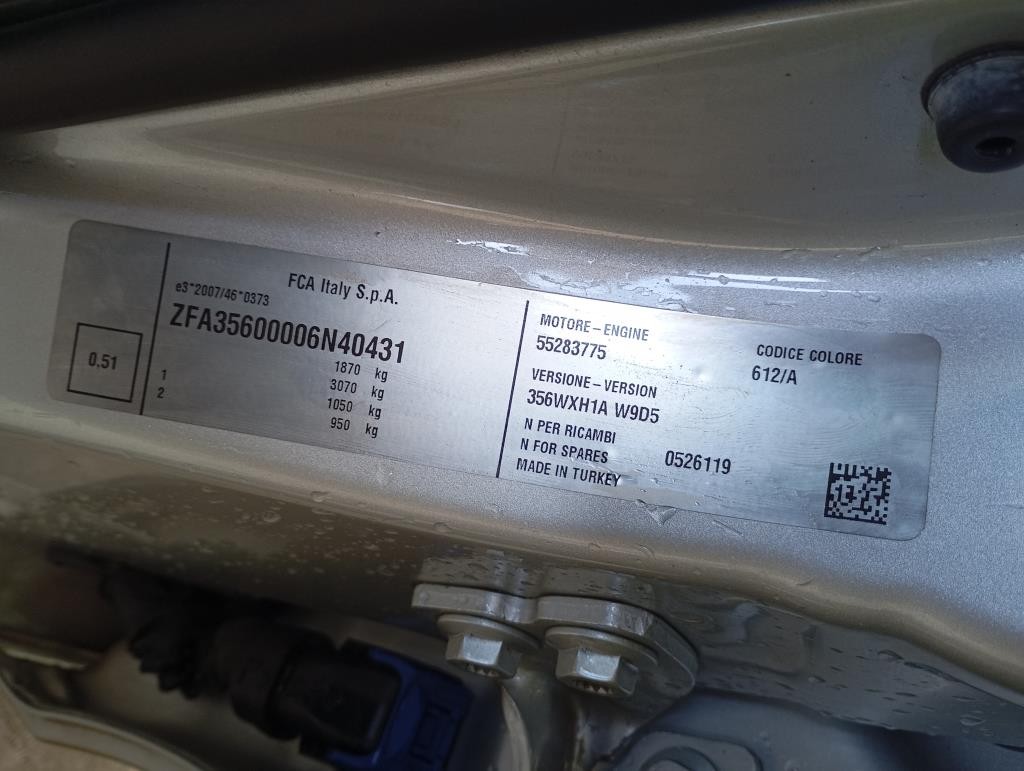 FCA Italy S.p.A.
e3*2007/46*0373
ZFA35600006N40431
0.51
1870 kg
3070 kg
1 1050 kg
2 950 kg
MOTORE - ENGINE
55283775
CODICE COLORE
612/A
VERSIONE - VERSION
356WXH1A W9D5
N PER RICAMBI
N FOR SPARES 0526119
MADE IN TURKEY